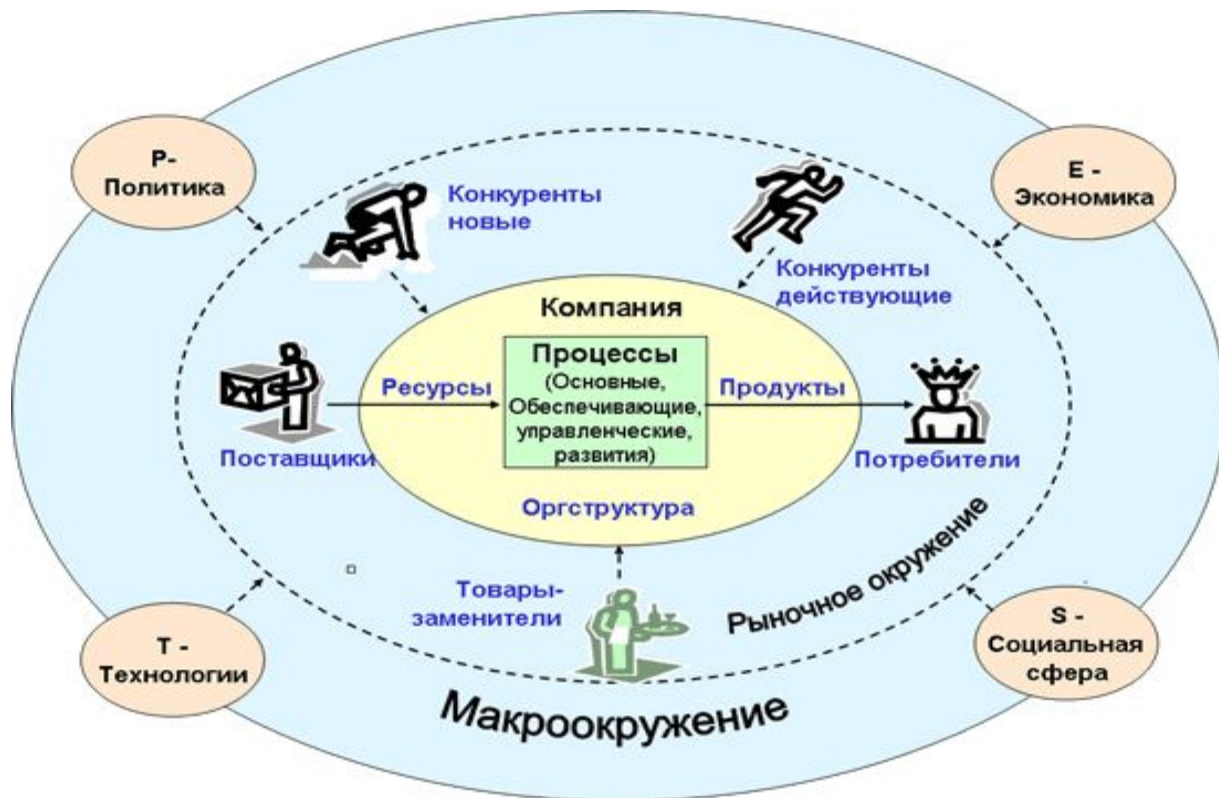 P-
Политика
E -
Экономика
Конкуренты
новые
Конкуренты
действующие
Компания
Процессы
(Основные,
Обеспечивающие,
управленческие,
развития)
Ресурсы
Продукты
Поставщики
Потребители
Оргструктура
Товары-
заменители
Рыночное окружение
T -
Технологии
S -
Социальная
сфера
Макроокружение